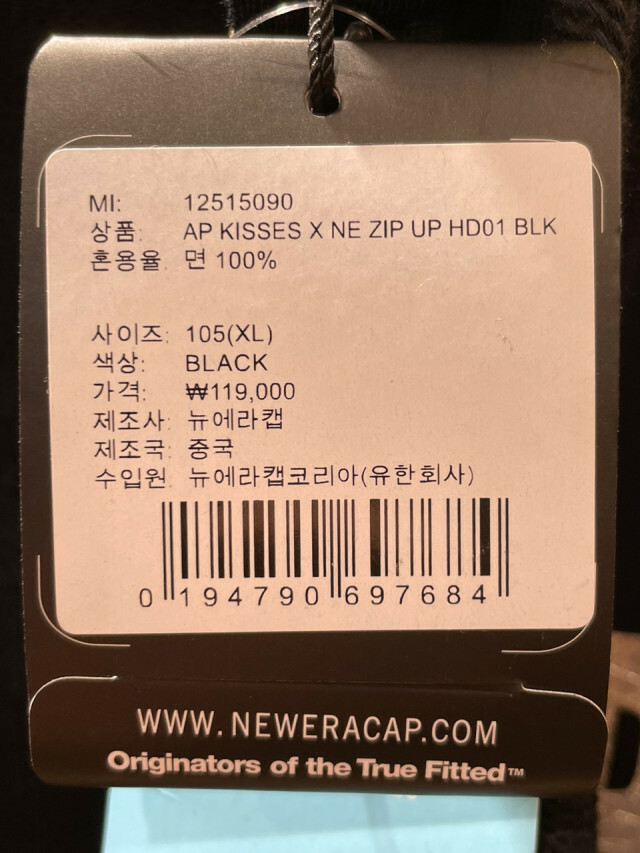 MI: 12515090
상품: AP KISSES X NE ZIP UP HD01 BLK
혼용율: 면 100%
사이즈: 105(XL)
색상: BLACK
가격: ₩119,000
제조사: 뉴에라캡
제조국: 중국
수입원: 뉴에라캡코리아(유한회사)
0 194790 697684
WWW.NEWERACAP.COM
Originators of the True Fitted™